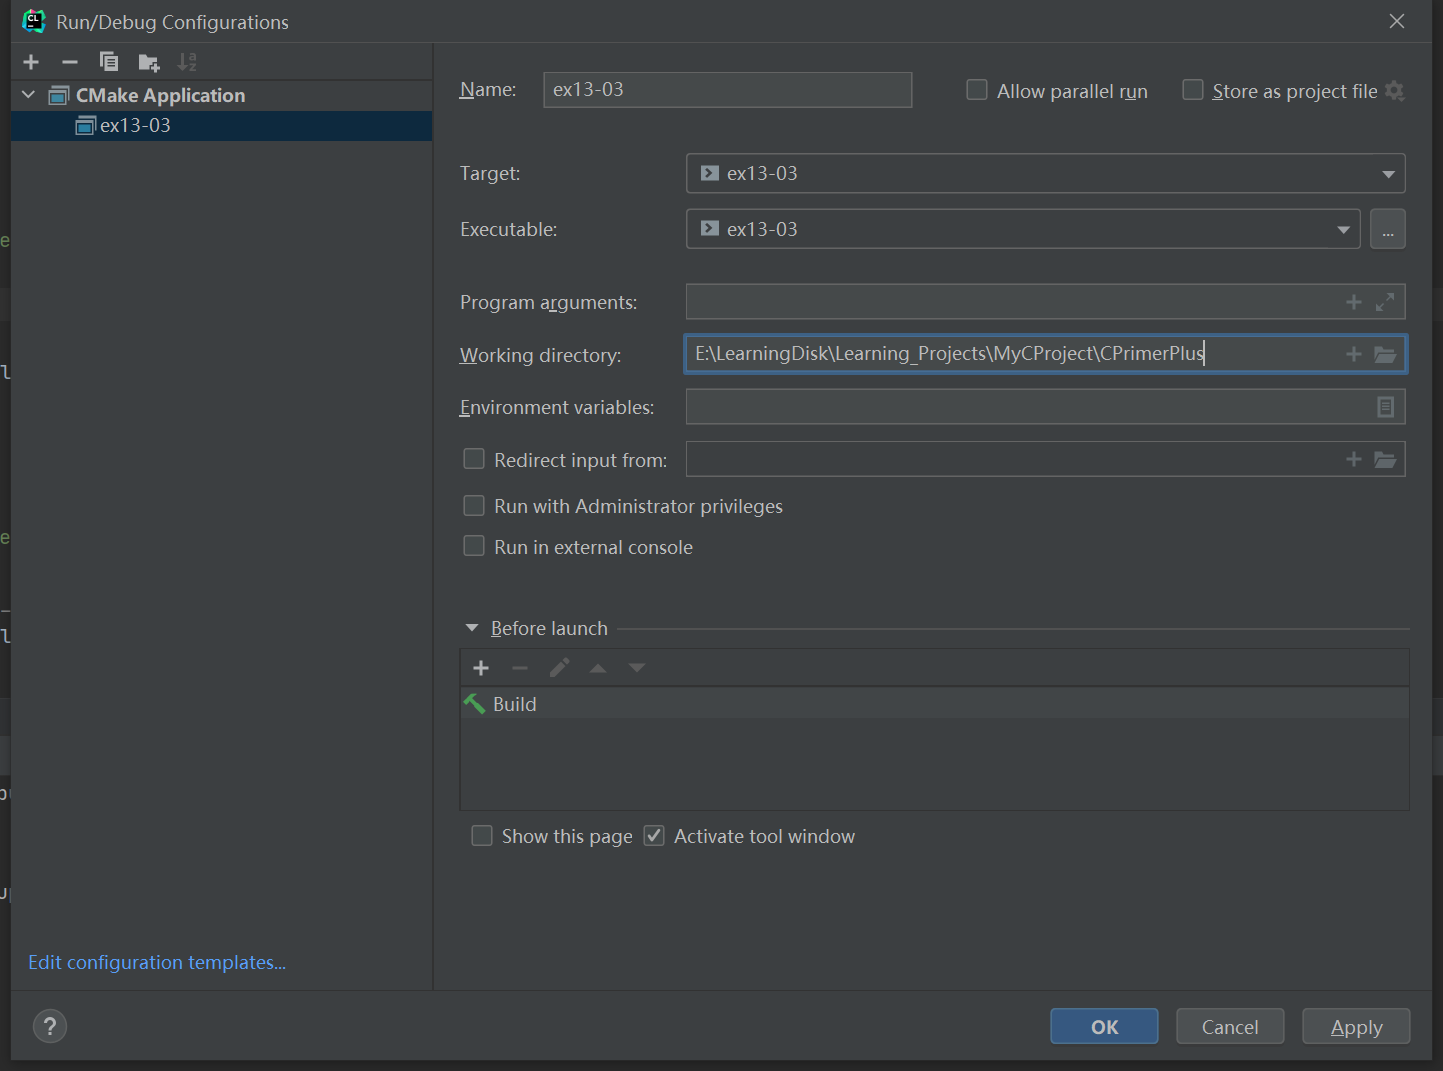 CL
Run/Debug Configurations
CMake Application
ex13-03
Name:
ex13-03
Allow parallel run
Store as project file
Target:
ex13-03
Executable:
ex13-03
...
Program arguments:
Working directory:
E:\LearningDisk\Learning_Projects\MyCProject\CPrimerPlus
Environment variables:
Redirect input from:
Run with Administrator privileges
Run in external console
Before launch
Build
Show this page
Activate tool window
Edit configuration templates...
?
OK
Cancel
Apply